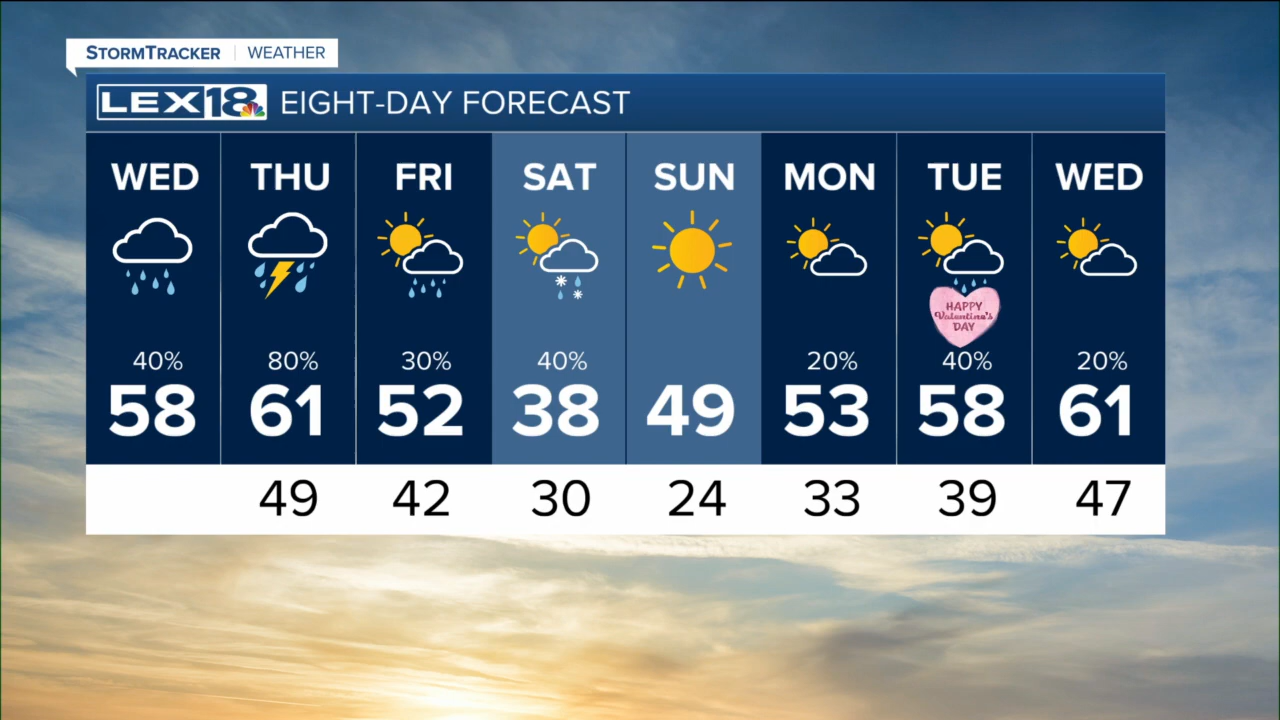 STORMTRACKER | WEATHER
LEX18 EIGHT-DAY FORECAST
WED THU FRI SAT SUN MON TUE WED
HAPPY
Valentine's
DAY
40% 80% 30% 40% 20% 40% 20%
58 61 52 38 49 53 58 61
49 42 30 24 33 39 47